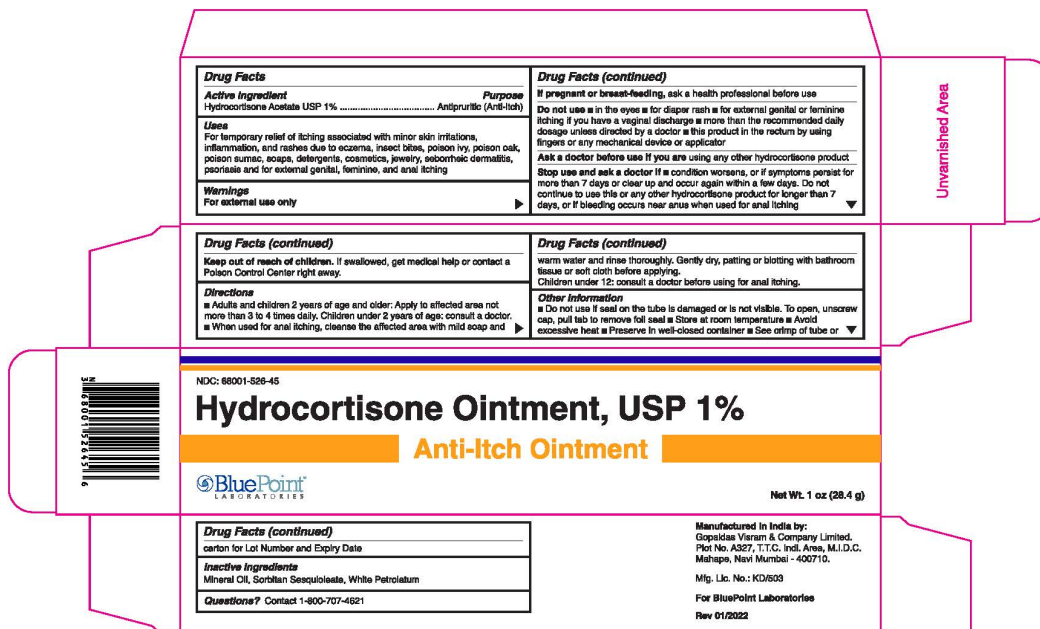 Drug Facts
Active Ingredient Purpose
Hydrocortisone Acetate USP 1% .................................... Antipruritic (Anti-Itch)
Uses
For temporary relief of itching associated with minor skin irritations,
inflammation, and rashes due to eczema, insect bites, poison ivy, poison oak,
poison sumac, soaps, detergents, cosmetics, jewelry, seborrheic dermatitis,
psoriasis and for external genital, feminine, and anal itching
Warnings
For external use only
Drug Facts (continued)
If pregnant or breast-feeding, ask a health professional before use
Do not use ■ in the eyes ■ for diaper rash ■ for external genital or feminine
itching if you have a vaginal discharge ■ more than the recommended daily
dosage unless directed by a doctor ■ this product in the rectum by using
fingers or any mechanical device or applicator
Ask a doctor before use if you are using any other hydrocortisone product
Stop use and ask a doctor if ■ condition worsens, or if symptoms persist for
more than 7 days or clear up and occur again within a few days. Do not
continue to use this or any other hydrocortisone product for longer than 7
days, or if bleeding occurs near anus when used for anal itching
Unvarnished Area
Drug Facts (continued)
Keep out of reach of children. If swallowed, get medical help or contact a
Poison Control Center right away.
Directions
■ Adults and children 2 years of age and older: Apply to affected area not
more than 3 to 4 times daily. Children under 2 years of age: consult a doctor.
■ When used for anal itching, cleanse the affected area with mild soap and
Drug Facts (continued)
warm water and rinse thoroughly. Gently dry, patting or blotting with bathroom
tissue or soft cloth before applying.
Children under 12: consult a doctor before using for anal itching.
Other information
■ Do not use if seal on the tube is damaged or is not visible. To open, unscrew
cap, pull tab to remove foil seal ■ Store at room temperature ■ Avoid
excessive heat ■ Preserve in well-closed container ■ See crimp of tube or
N
3 68001 52645 6
NDC: 68001-526-45
Hydrocortisone Ointment, USP 1%
Anti-Itch Ointment
BluePoint
LABORATORIES
Net Wt. 1 oz (28.4 g)
Drug Facts (continued)
carton for Lot Number and Expiry Date
Inactive ingredients
Mineral Oil, Sorbitan Sesquioleate, White Petrolatum
Questions? Contact 1-800-707-4621
Manufactured in India by:
Gopaldas Visram & Company Limited.
Plot No. A327, T.T.C. Indl. Area, M.I.D.C.
Mahape, Navi Mumbai - 400710.
Mfg. Lic. No.: KD/503
For BluePoint Laboratories
Rev 01/2022